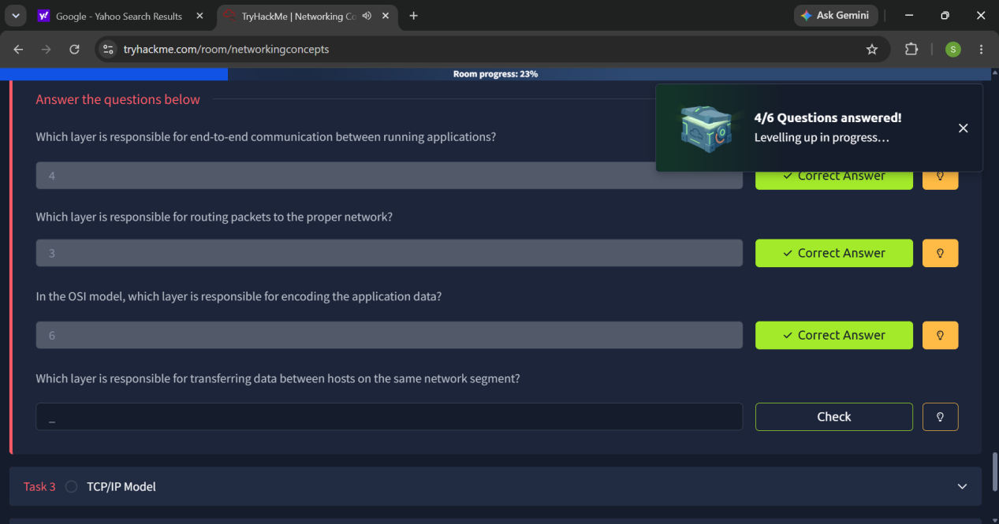 Google - Yahoo Search Results
TryHackMe | Networking Co
Ask Gemini
tryhackme.com/room/networkingconcepts
S
Room progress: 23%
Answer the questions below
4/6 Questions answered!
Levelling up in progress...
Which layer is responsible for end-to-end communication between running applications?
4
Correct Answer
Which layer is responsible for routing packets to the proper network?
3
Correct Answer
In the OSI model, which layer is responsible for encoding the application data?
6
Correct Answer
Which layer is responsible for transferring data between hosts on the same network segment?
_
Check
Task 3
TCP/IP Model